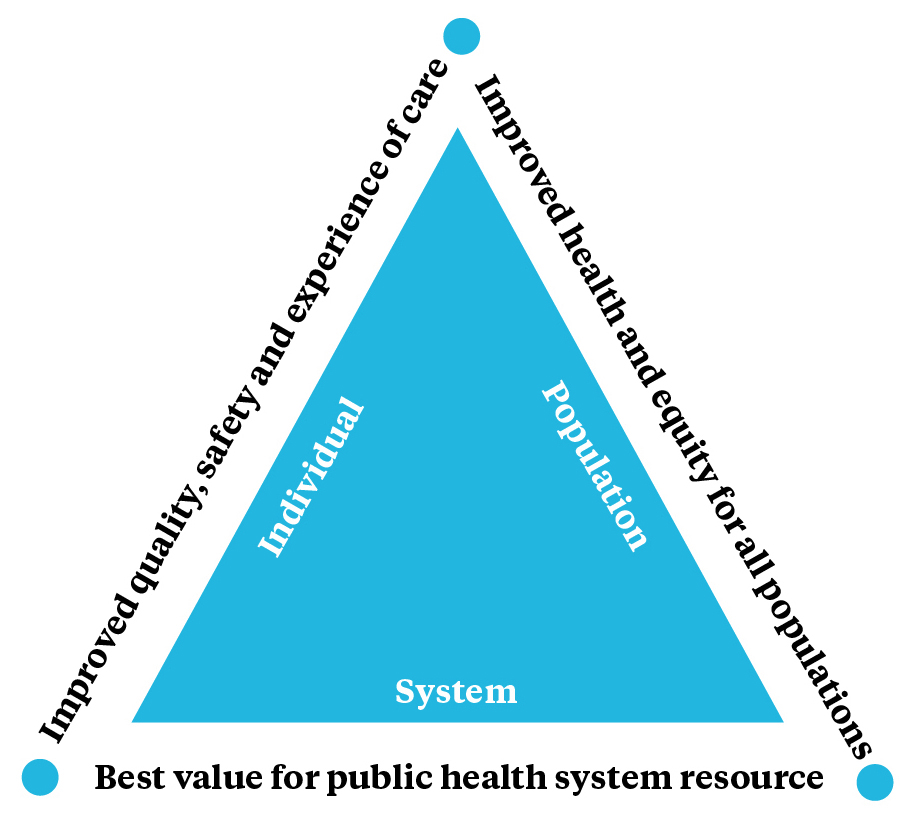 Improved quality, safety and experience of care
Improved health and equity for all populations
Individual
Population
System
Best value for public health system resource